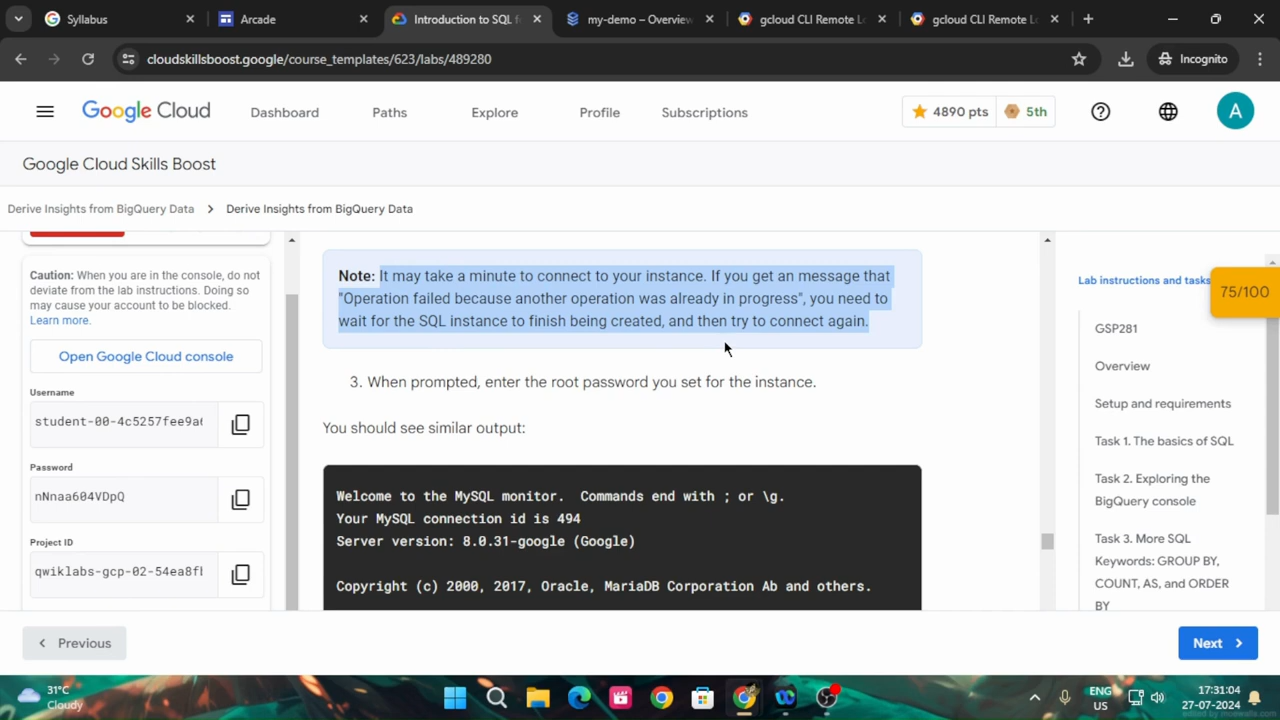 Syllabus
Arcade
Introduction to SQL f
my-demo – Overview
gcloud CLI Remote Lo
gcloud CLI Remote Lo
cloudskillsboost.google/course_templates/623/labs/489280
Incognito
Google Cloud
Dashboard
Paths
Explore
Profile
Subscriptions
4890 pts
5th
A
Google Cloud Skills Boost
Derive Insights from BigQuery Data
Derive Insights from BigQuery Data
Caution: When you are in the console, do not
deviate from the lab instructions. Doing so
may cause your account to be blocked.
Learn more.
Open Google Cloud console
Username
student-00-4c5257fee9a
Password
nNnaa604VDpQ
Project ID
qwiklabs-gcp-02-54ea8f
Note: It may take a minute to connect to your instance. If you get an message that
"Operation failed because another operation was already in progress", you need to
wait for the SQL instance to finish being created, and then try to connect again.
3. When prompted, enter the root password you set for the instance.
You should see similar output:
Welcome to the MySQL monitor.  Commands end with ; or \g.
Your MySQL connection id is 494
Server version: 8.0.31-google (Google)
Copyright (c) 2000, 2017, Oracle, MariaDB Corporation Ab and others.
Lab instructions and tasks
75/100
GSP281
Overview
Setup and requirements
Task 1. The basics of SQL
Task 2. Exploring the
BigQuery console
Task 3. More SQL
Keywords: GROUP BY,
COUNT, AS, and ORDER
BY
Previous
Next
31°C
Cloudy
ENG
US
17:31:04
27-07-2024